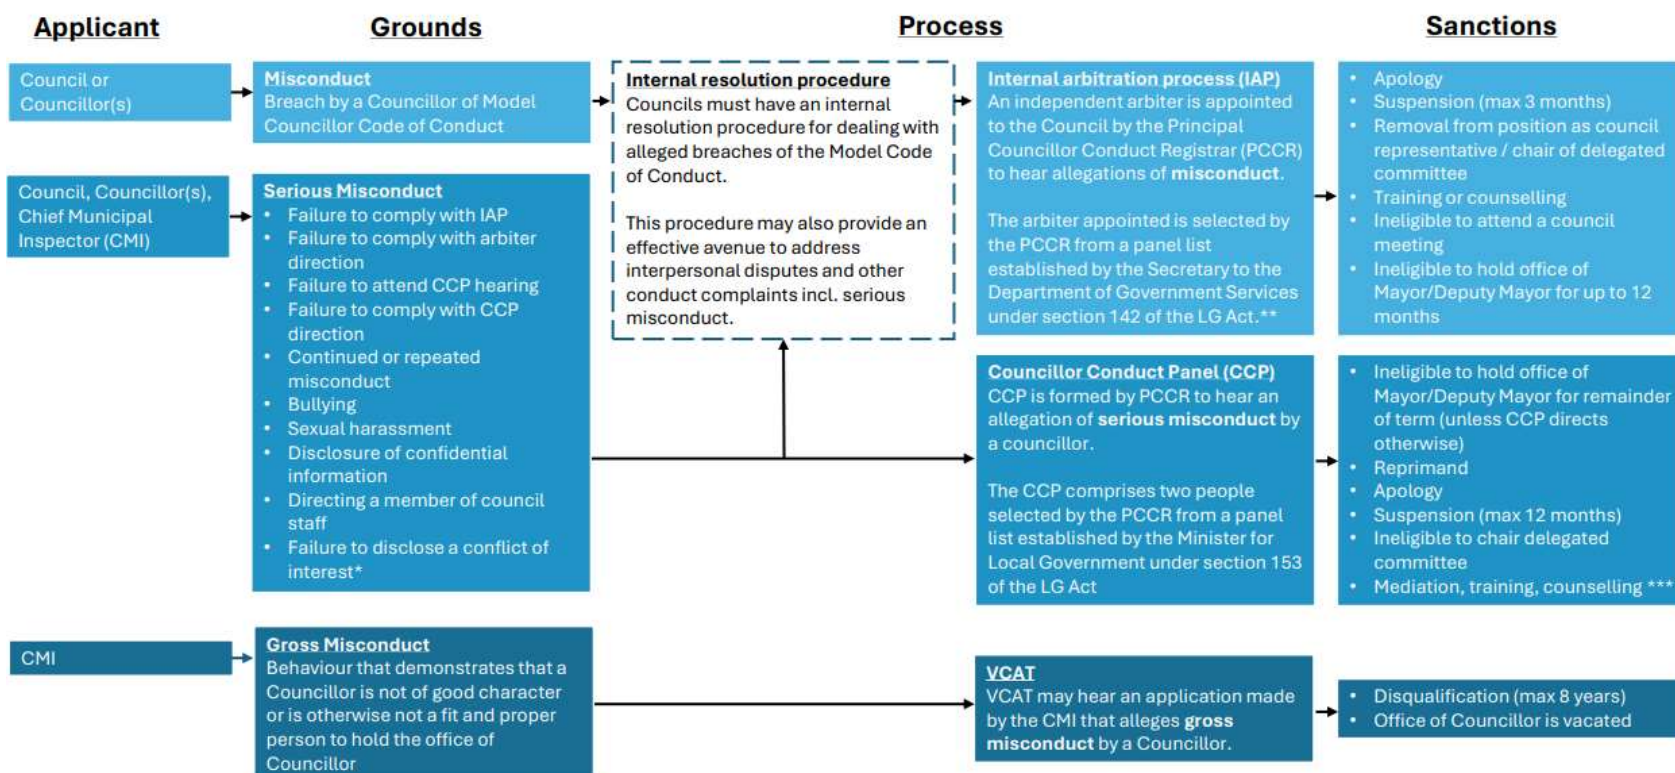 Applicant
Grounds
Process
Sanctions
Council or
Councillor(s)
Misconduct
Breach by a Councillor of Model
Councillor Code of Conduct
Internal resolution procedure
Councils must have an internal
resolution procedure for dealing with
alleged breaches of the Model Code
of Conduct.
This procedure may also provide an
effective avenue to address
interpersonal disputes and other
conduct complaints incl. serious
misconduct.
Internal arbitration process (IAP)
An independent arbiter is appointed
to the Council by the Principal
Councillor Conduct Registrar (PCCR)
to hear allegations of misconduct.
The arbiter appointed is selected by
the PCCR from a panel list
established by the Secretary to the
Department of Government Services
under section 142 of the LG Act.**
• Apology
• Suspension (max 3 months)
• Removal from position as council
representative / chair of delegated
committee
• Training or counselling
• Ineligible to attend a council
meeting
• Ineligible to hold office of
Mayor/Deputy Mayor for up to 12
months
Council, Councillor(s),
Chief Municipal
Inspector (CMI)
Serious Misconduct
• Failure to comply with IAP
• Failure to comply with arbiter
direction
• Failure to attend CCP hearing
• Failure to comply with CCP
direction
• Continued or repeated
misconduct
• Bullying
• Sexual harassment
• Disclosure of confidential
information
• Directing a member of council
staff
• Failure to disclose a conflict of
interest*
Councillor Conduct Panel (CCP)
CCP is formed by PCCR to hear an
allegation of serious misconduct by
a councillor.
The CCP comprises two people
selected by the PCCR from a panel
list established by the Minister for
Local Government under section 153
of the LG Act
• Ineligible to hold office of
Mayor/Deputy Mayor for remainder
of term (unless CCP directs
otherwise)
• Reprimand
• Apology
• Suspension (max 12 months)
• Ineligible to chair delegated
committee
• Mediation, training, counselling ***
CMI
Gross Misconduct
Behaviour that demonstrates that a
Councillor is not of good character
or is otherwise not a fit and proper
person to hold the office of
Councillor
VCAT
VCAT may hear an application made
by the CMI that alleges gross
misconduct by a Councillor.
• Disqualification (max 8 years)
• Office of Councillor is vacated